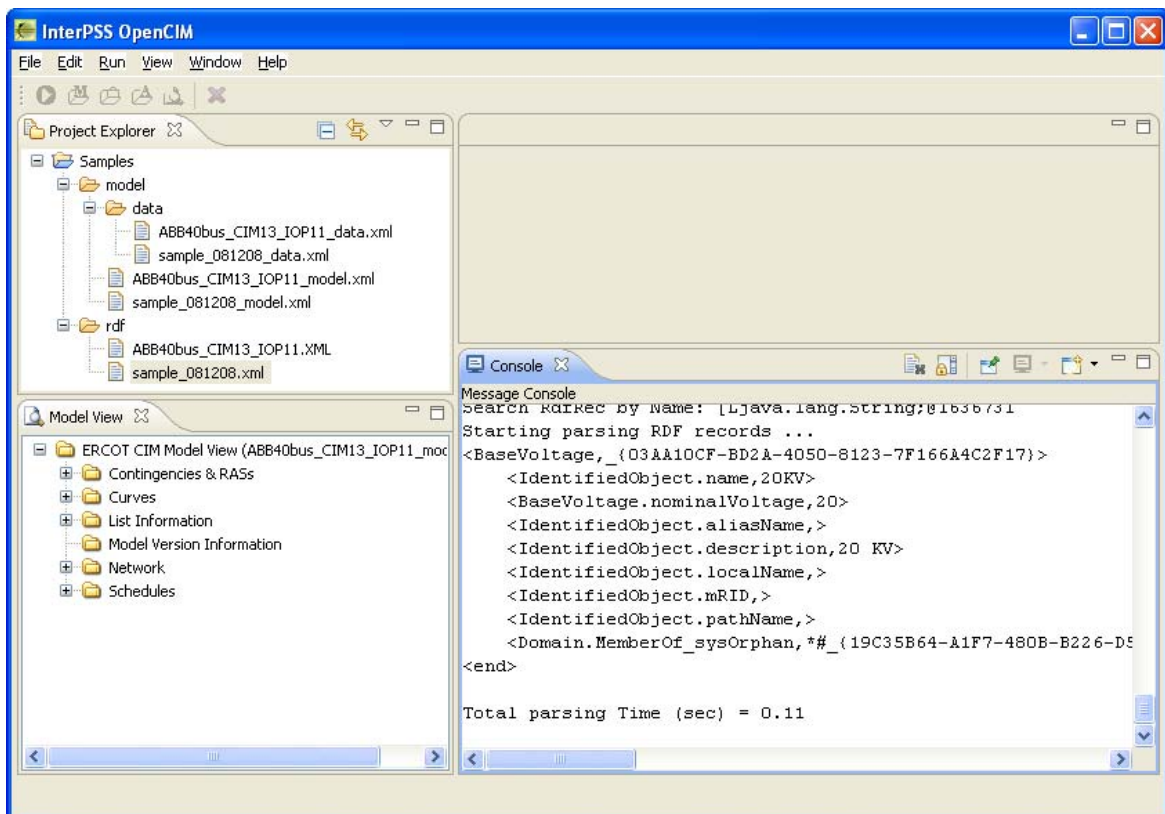 InterPSS OpenCIM
File Edit Run View Window Help
Project Explorer
Samples
model
data
ABB40bus_CIM13_IOP11_data.xml
sample_081208_data.xml
ABB40bus_CIM13_IOP11_model.xml
sample_081208_model.xml
rdf
ABB40bus_CIM13_IOP11.XML
sample_081208.xml
Model View
ERCOT CIM Model View (ABB40bus_CIM13_IOP11_mod
Contingencies & RASs
Curves
List Information
Model Version Information
Network
Schedules
Console
Message Console
Search RdfRec by Name: [Ljava.lang.String;@1636731
Starting parsing RDF records ...
<BaseVoltage,_{03AA10CF-BD2A-4050-8123-7F166A4C2F17}>
<IdentifiedObject.name,20KV>
<BaseVoltage.nominalVoltage,20>
<IdentifiedObject.aliasName,>
<IdentifiedObject.description,20 KV>
<IdentifiedObject.localName,>
<IdentifiedObject.mRID,>
<IdentifiedObject.pathName,>
<Domain.MemberOf_sysOrphan,*#_{19C35B64-A1F7-480B-B226-D5
<end>
Total parsing Time (sec) = 0.11